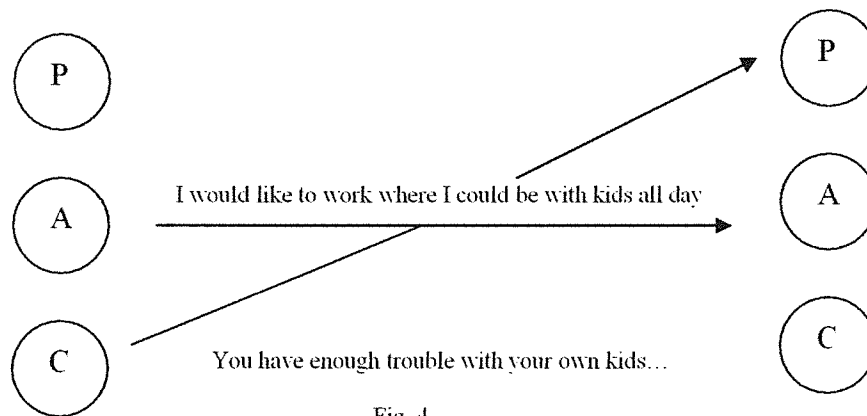 P P
I would like to work where I could be with kids all day
A A
C C
You have enough trouble with your own kids…
Fig. 4